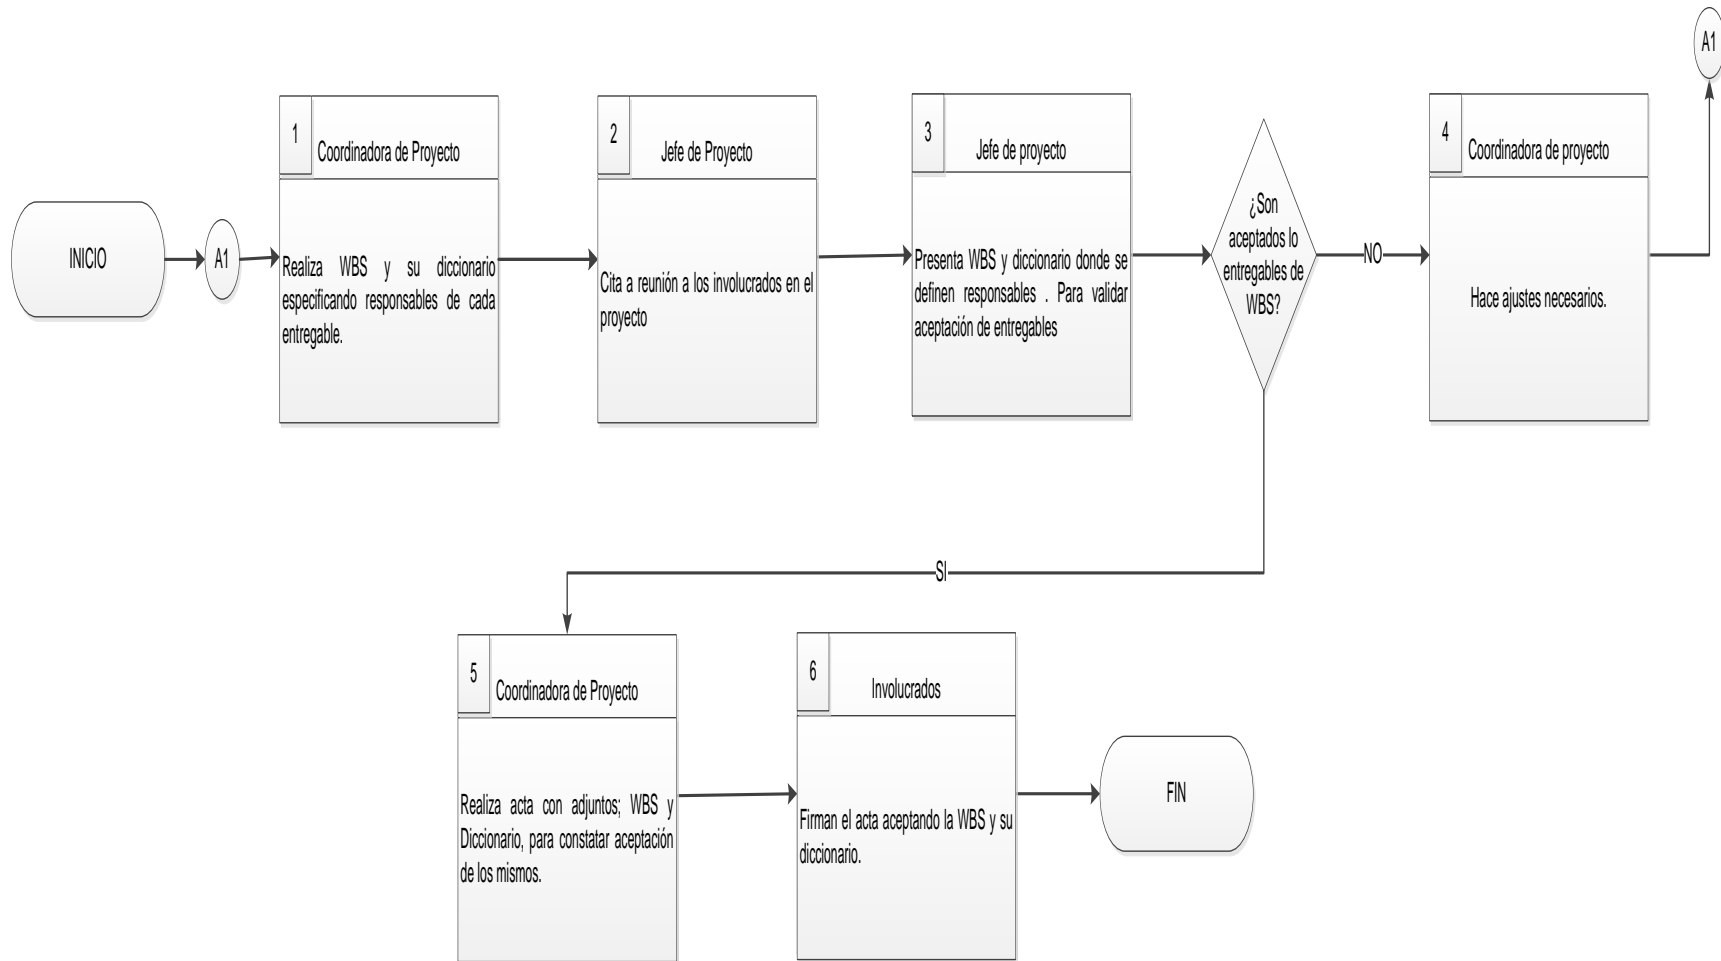 INICIO
A1
1
Coordinadora de Proyecto
Realiza WBS y su diccionario
especificando responsables de cada
entregable.
2
Jefe de Proyecto
Cita a reunión a los involucrados en el
proyecto
3
Jefe de proyecto
Presenta WBS y diccionario donde se
definen responsables . Para validar
aceptación de entregables
¿Son
aceptados lo
entregables de
WBS?
NO
4
Coordinadora de proyecto
Hace ajustes necesarios.
A1
SI
5
Coordinadora de Proyecto
Realiza acta con adjuntos; WBS y
Diccionario, para constatar aceptación
de los mismos.
6
Involucrados
Firman el acta aceptando la WBS y su
diccionario.
FIN